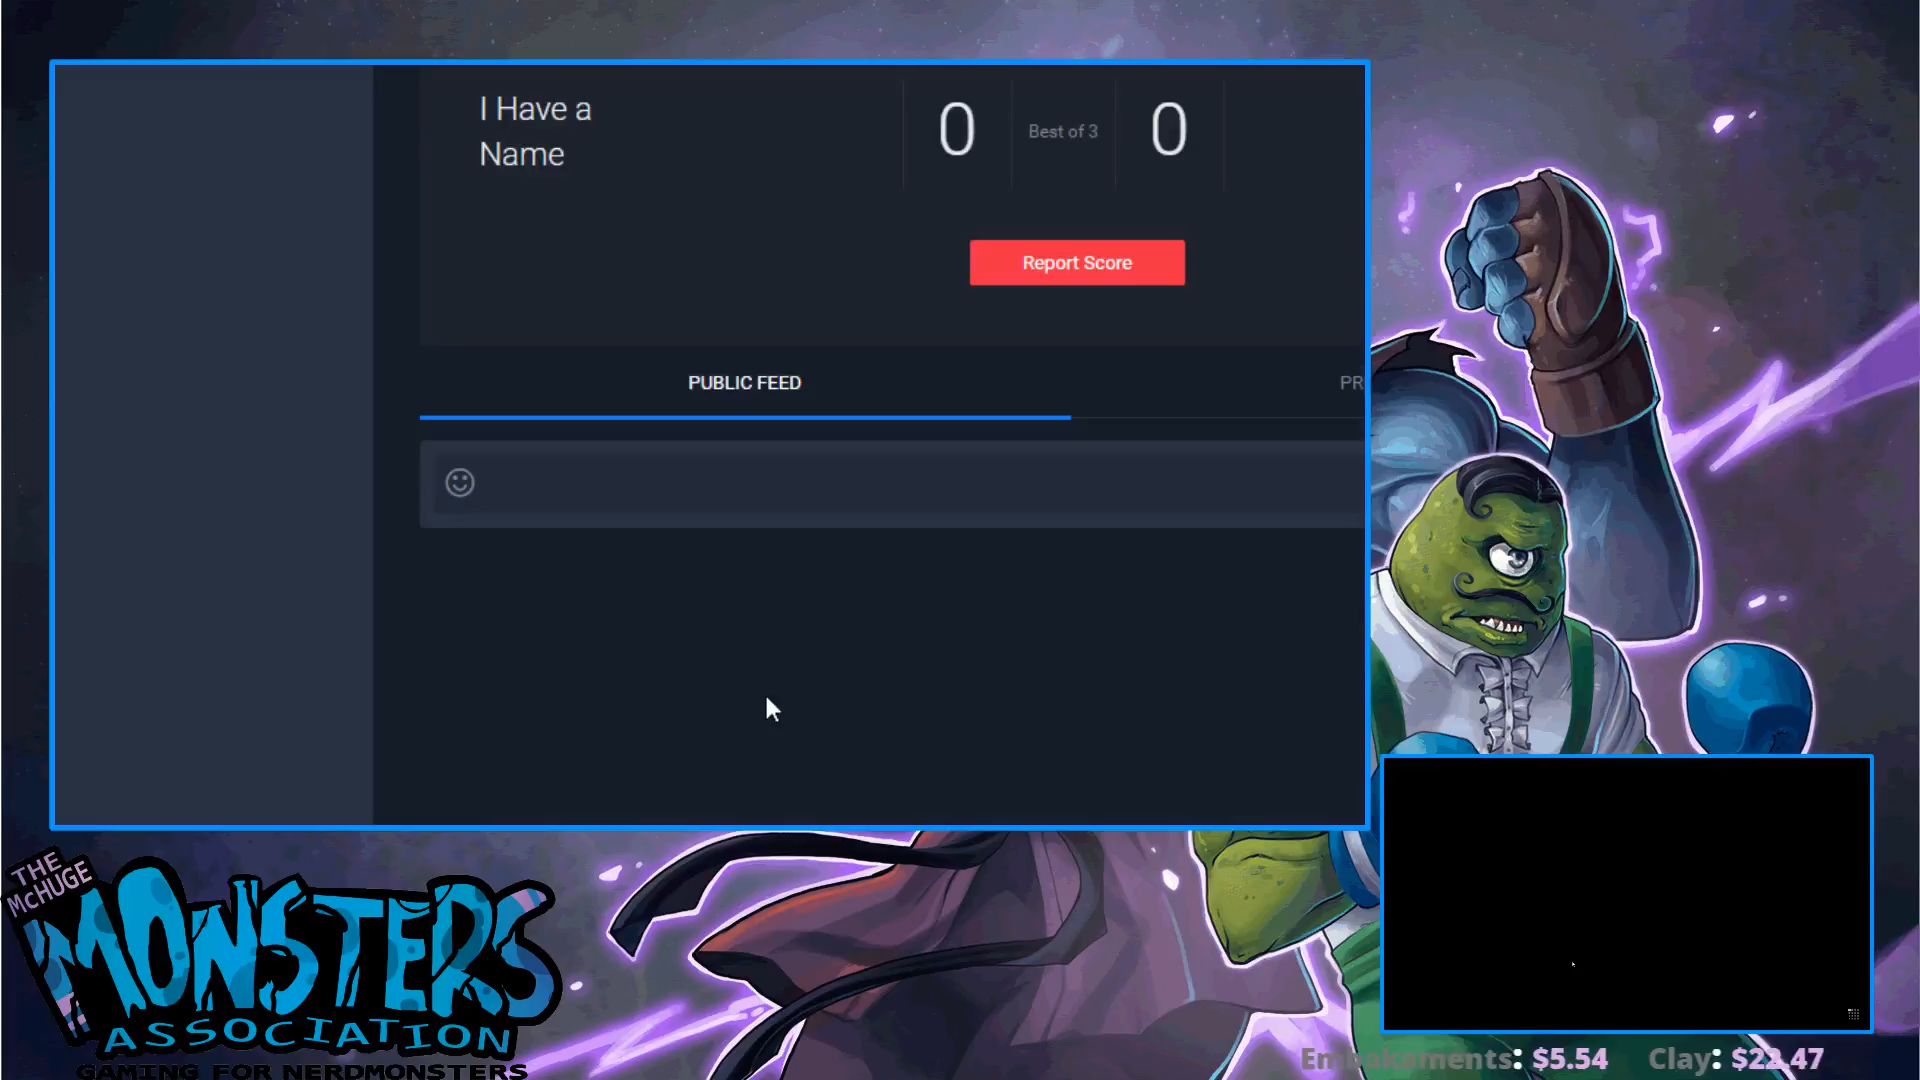 I Have a
Name
0
Best of 3
0
Report Score
PUBLIC FEED
PR
THE
McHUGE
MONSTERS
ASSOCIATION
GAMING FOR NERDMONSTERS
Embakaments: $5.54
Clay: $22.47